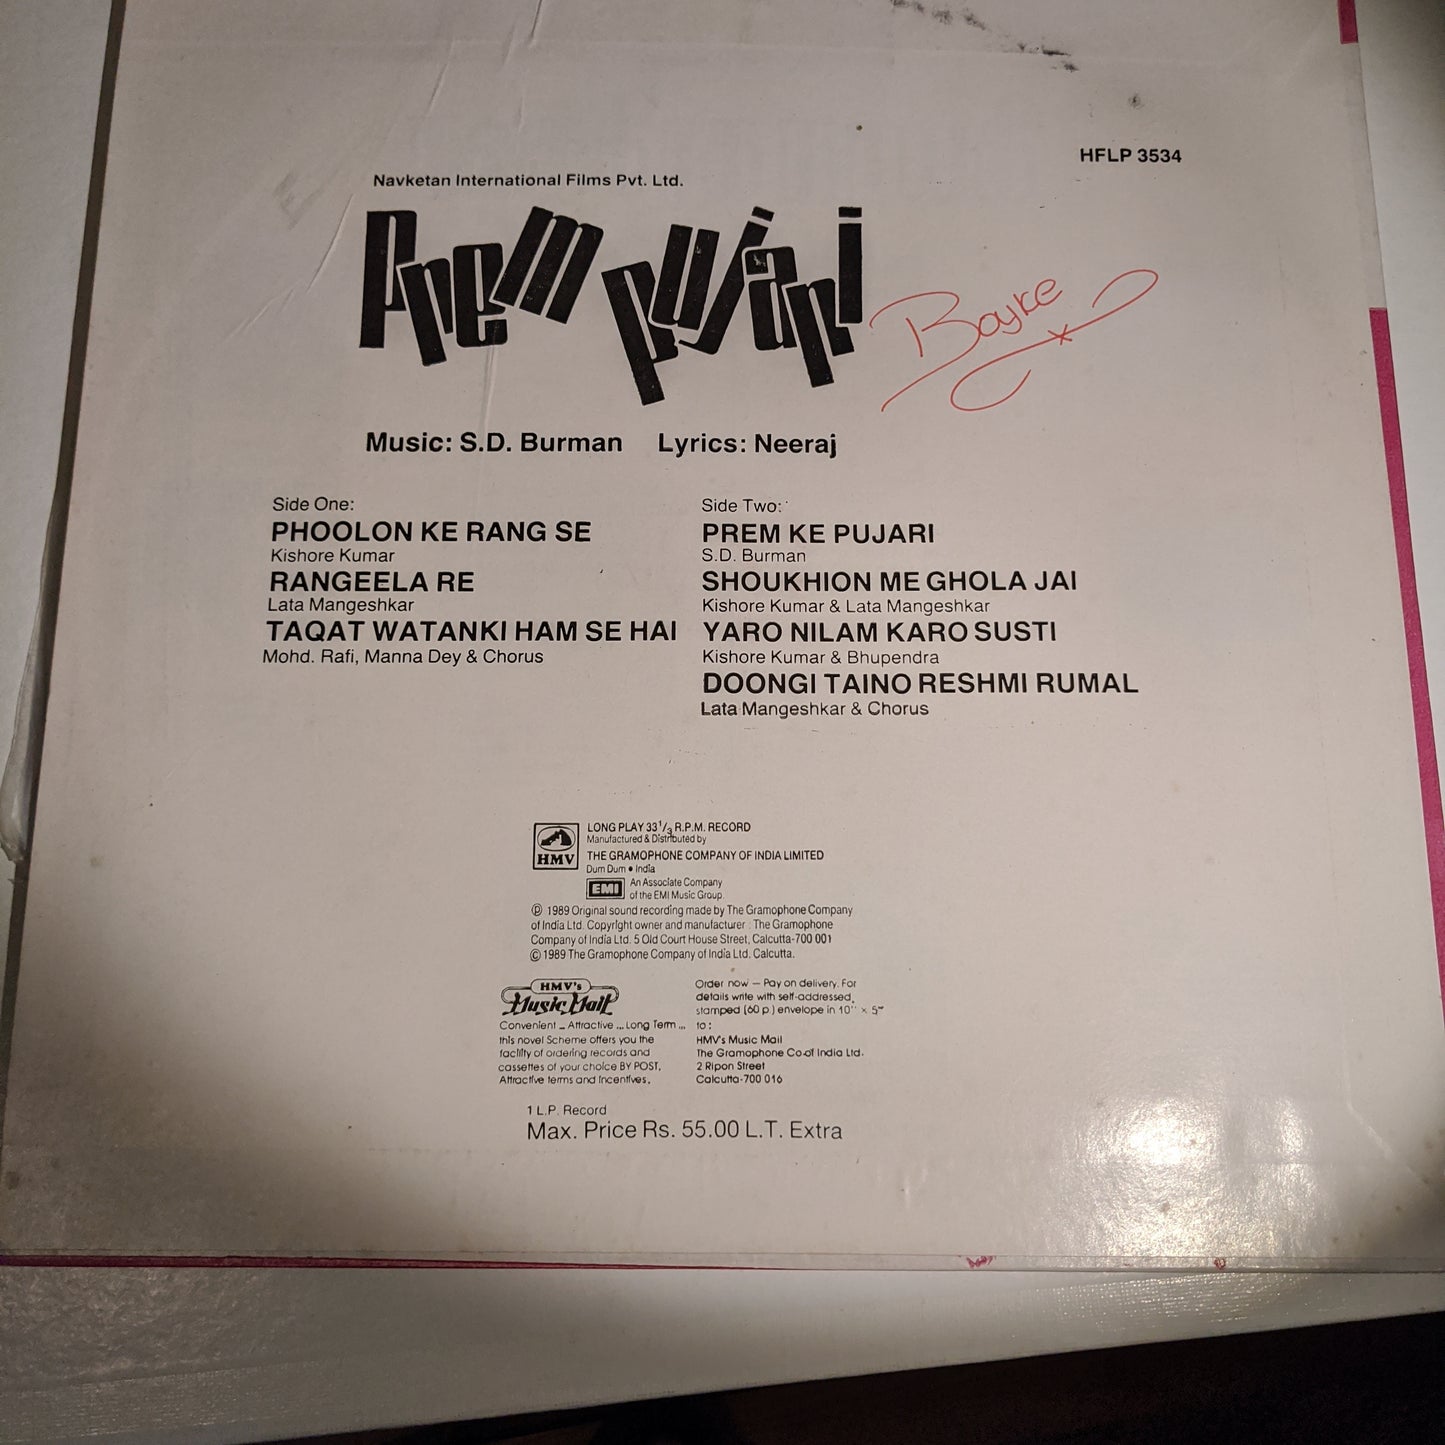 HFLP 3534
Navketan International Films Pvt. Ltd.
Prem Pujari
Boyke
Music: S.D. Burman Lyrics: Neeraj
Side One:
PHOOLON KE RANG SE
Kishore Kumar
RANGEELA RE
Lata Mangeshkar
TAQAT WATANKI HAM SE HAI
Mohd. Rafi, Manna Dey & Chorus
Side Two:
PREM KE PUJARI
S.D. Burman
SHOUKHION ME GHOLA JAI
Kishore Kumar & Lata Mangeshkar
YARO NILAM KARO SUSTI
Kishore Kumar & Bhupendra
DOONGI TAINO RESHMI RUMAL
Lata Mangeshkar & Chorus
HMV
LONG PLAY 33 1/3 R.P.M. RECORD
Manufactured & Distributed by
THE GRAMOPHONE COMPANY OF INDIA LIMITED
Dum Dum • India
EMI
An Associate Company
of the EMI Music Group
℗ 1989 Original sound recording made by The Gramophone Company
of India Ltd. Copyright owner and manufacturer : The Gramophone
Company of India Ltd. 5 Old Court House Street, Calcutta-700 001
© 1989 The Gramophone Company of India Ltd. Calcutta.
HMV's
Music Mail
Convenient ... Attractive ... Long Term ...
this novel Scheme offers you the
facility of ordering records and
cassettes of your choice BY POST.
Attractive terms and incentives.
Order now — Pay on delivery. For
details write with self-addressed,
stamped (60 p) envelope in 10" × 5"
to :
HMV's Music Mail
The Gramophone Co of India Ltd.
2 Ripon Street
Calcutta-700 016
1 L.P. Record
Max. Price Rs. 55.00 L.T. Extra